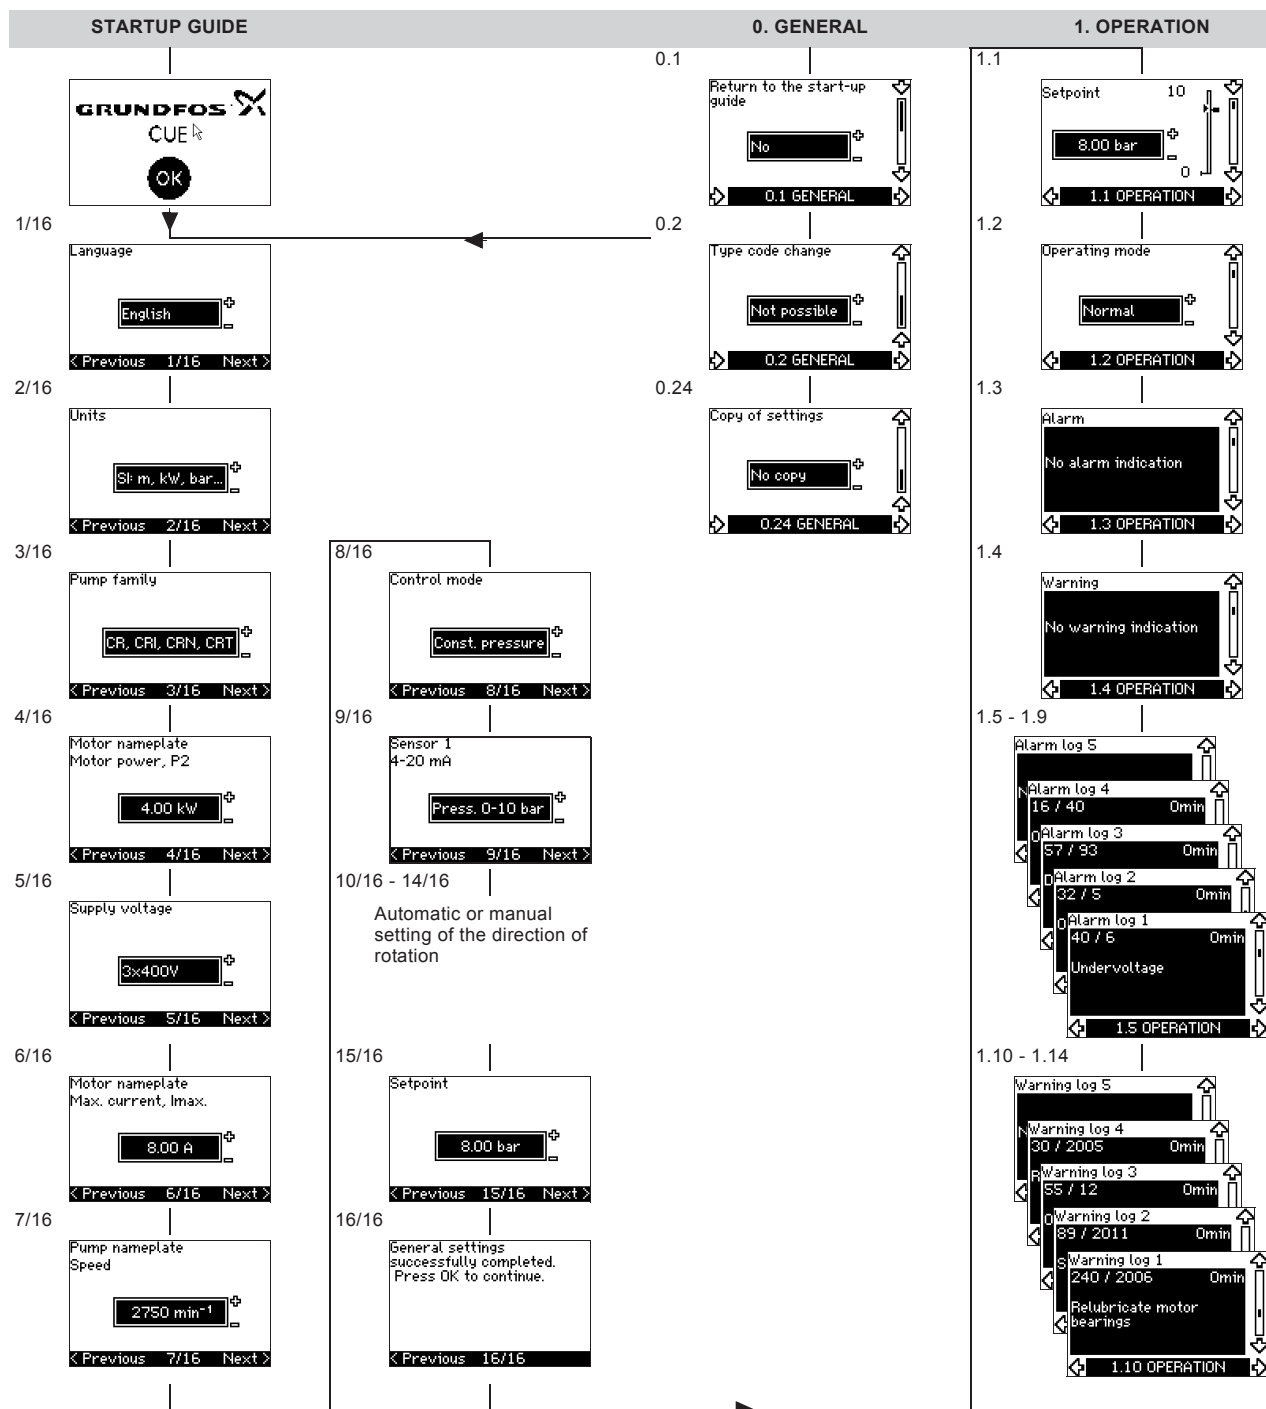 STARTUP GUIDE
GRUNDFOS
CUE
OK
1/16
Language
English
< Previous 1/16 Next >
2/16
Units
SI: m, kW, bar...
< Previous 2/16 Next >
3/16
Pump family
CR, CRI, CRN, CRT
< Previous 3/16 Next >
4/16
Motor nameplate
Motor power, P2
4.00 kW
< Previous 4/16 Next >
5/16
Supply voltage
3x400V
< Previous 5/16 Next >
6/16
Motor nameplate
Max. current, Imax.
8.00 A
< Previous 6/16 Next >
7/16
Pump nameplate
Speed
2750 min⁻¹
< Previous 7/16 Next >
8/16
Control mode
Const. pressure
< Previous 8/16 Next >
9/16
Sensor 1
4-20 mA
Press. 0-10 bar
< Previous 9/16 Next >
10/16 - 14/16
Automatic or manual
setting of the direction of
rotation
15/16
Setpoint
8.00 bar
< Previous 15/16 Next >
16/16
General settings
successfully completed.
Press OK to continue.
< Previous 16/16
0. GENERAL
0.1
Return to the start-up
guide
No
0.1 GENERAL
0.2
Type code change
Not possible
0.2 GENERAL
0.24
Copy of settings
No copy
0.24 GENERAL
1. OPERATION
1.1
Setpoint
10
8.00 bar
0
1.1 OPERATION
1.2
Operating mode
Normal
1.2 OPERATION
1.3
Alarm
No alarm indication
1.3 OPERATION
1.4
Warning
No warning indication
1.4 OPERATION
1.5 - 1.9
Alarm log 5
Alarm log 4
16 / 40 0min
Alarm log 3
57 / 93 0min
Alarm log 2
32 / 5 0min
Alarm log 1
40 / 6 0min
Undervoltage
1.5 OPERATION
1.10 - 1.14
Warning log 5
Warning log 4
30 / 2005 0min
Warning log 3
55 / 12 0min
Warning log 2
89 / 2011 0min
Warning log 1
240 / 2006 0min
Relubricate motor
bearings
1.10 OPERATION